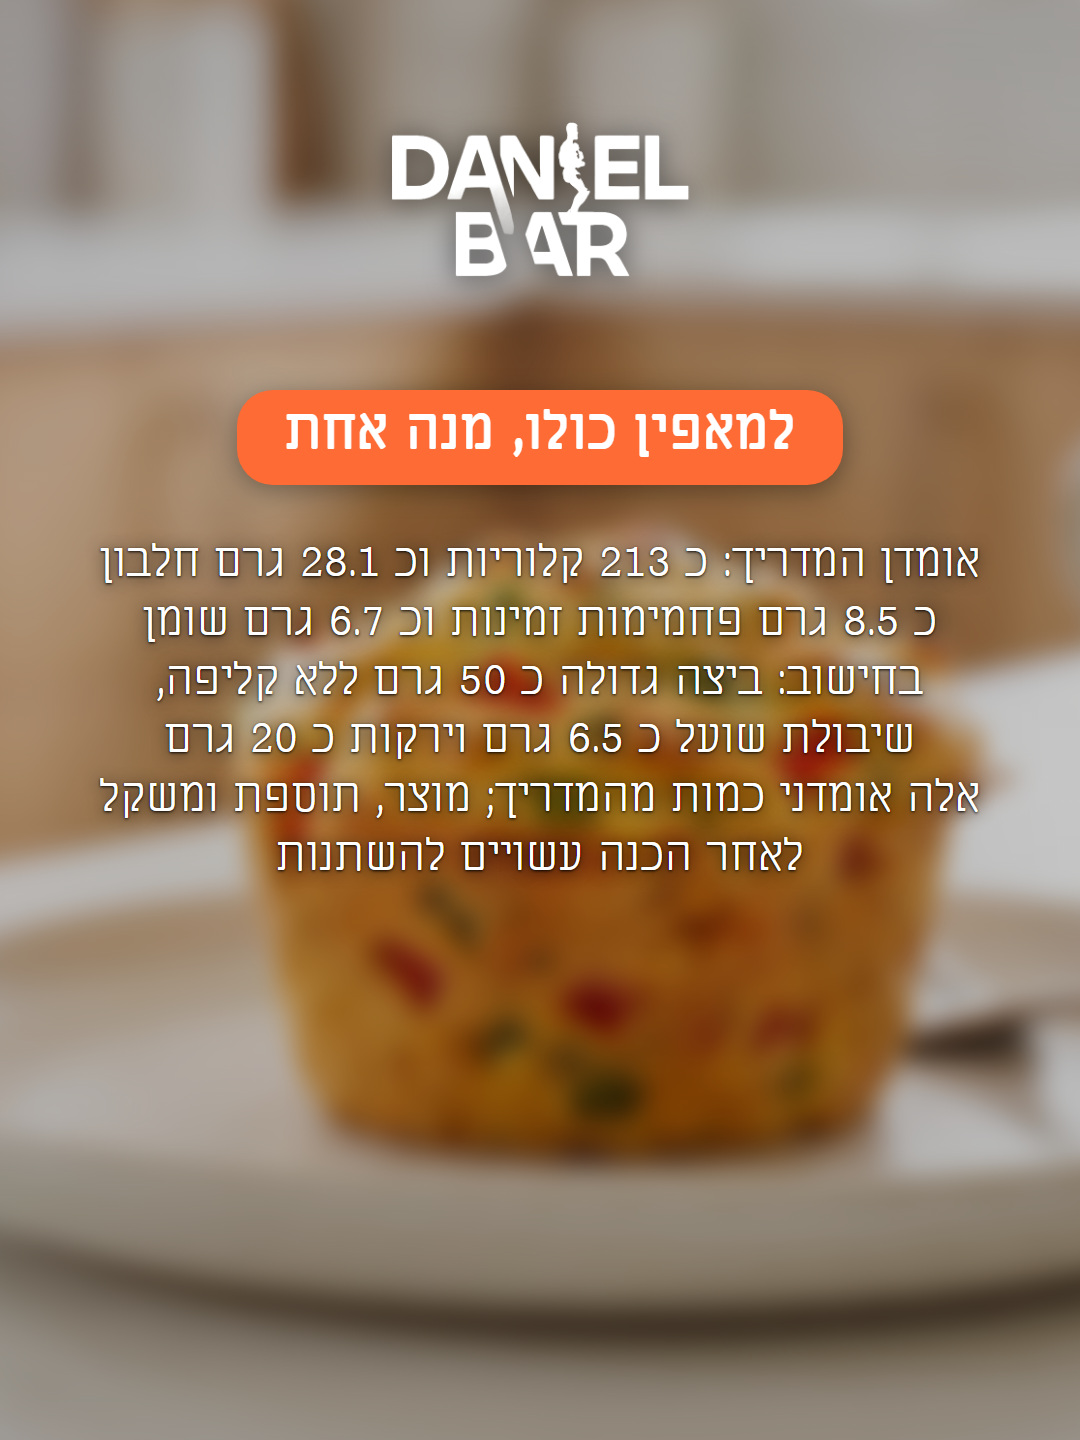 DANIEL
BAR
למאפין כולו, מנה אחת
אומדן המדריך: כ 213 קלוריות וכ 28.1 גרם חלבון
כ 8.5 גרם פחמימות זמינות וכ 6.7 גרם שומן
בחישוב: ביצה גדולה כ 50 גרם ללא קליפה,
שיבולת שועל כ 6.5 גרם וירקות כ 20 גרם
אלה אומדני כמות מהמדריך; מוצר, תוספת ומשקל
לאחר הכנה עשויים להשתנות